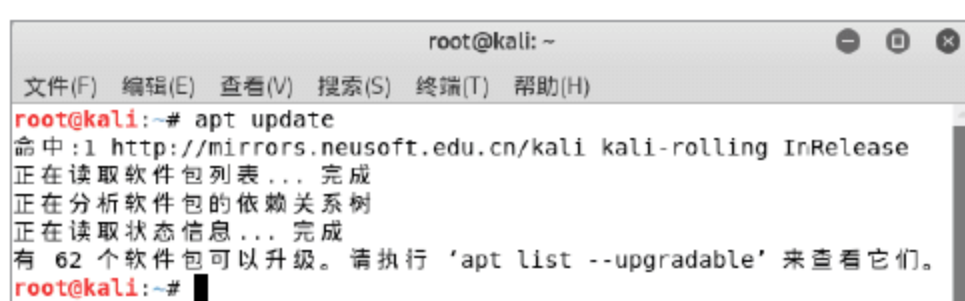 root@kali: ~
文件(F) 编辑(E) 查看(V) 搜索(S) 终端(T) 帮助(H)
root@kali:~# apt update
命中:1 http://mirrors.neusoft.edu.cn/kali kali-rolling InRelease
正在读取软件包列表... 完成
正在分析软件包的依赖关系树
正在读取状态信息... 完成
有 62 个软件包可以升级。请执行 ‘apt list --upgradable’ 来查看它们。
root@kali:~#